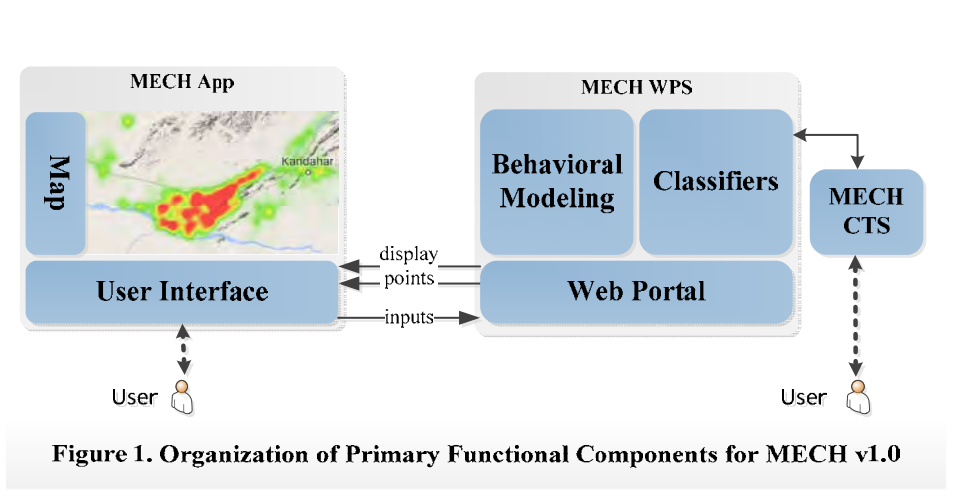 MECH App
Map
Kandahar
User Interface
User
display
points
inputs
MECH WPS
Behavioral
Modeling
Classifiers
Web Portal
MECH
CTS
User
Figure 1. Organization of Primary Functional Components for MECH v1.0